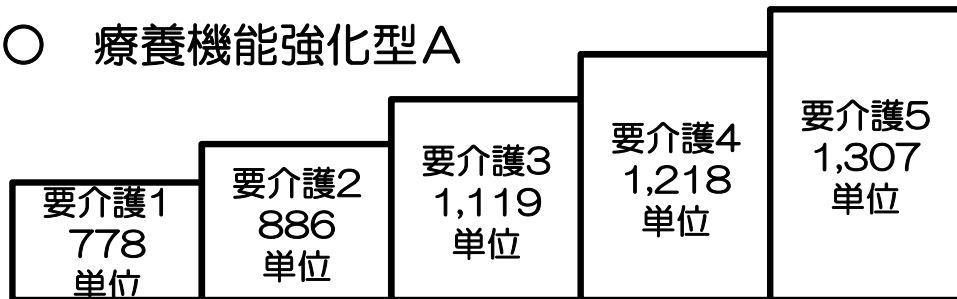 ○ 療養機能強化型A
要介護1
778
単位
要介護2
886
単位
要介護3
1,119
単位
要介護4
1,218
単位
要介護5
1,307
単位